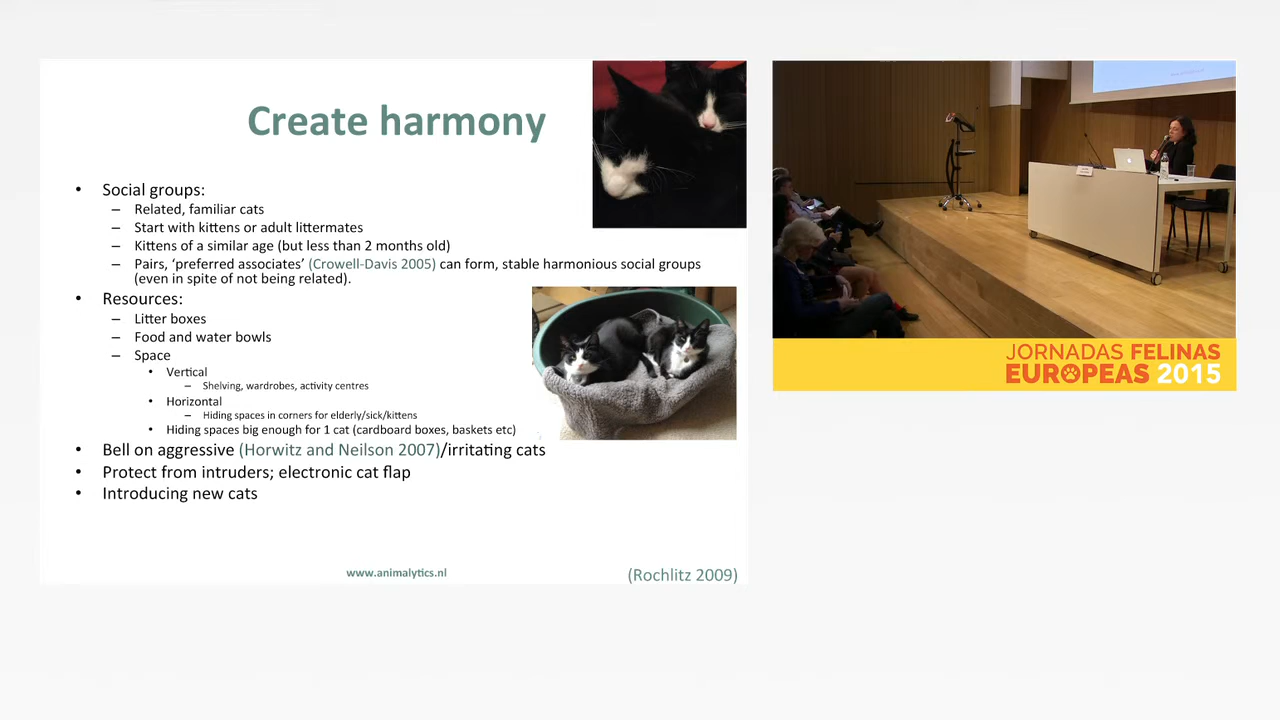 Create harmony
• Social groups:
– Related, familiar cats
– Start with kittens or adult littermates
– Kittens of a similar age (but less than 2 months old)
– Pairs, ‘preferred associates’ (Crowell-Davis 2005) can form, stable harmonious social groups
(even in spite of not being related).
• Resources:
– Litter boxes
– Food and water bowls
– Space
• Vertical
– Shelving, wardrobes, activity centres
• Horizontal
– Hiding spaces in corners for elderly/sick/kittens
• Hiding spaces big enough for 1 cat (cardboard boxes, baskets etc)
• Bell on aggressive (Horwitz and Neilson 2007)/irritating cats
• Protect from intruders; electronic cat flap
• Introducing new cats
www.animalytics.nl
(Rochlitz 2009)
JORNADAS FELINAS
EUROPEAS 2015